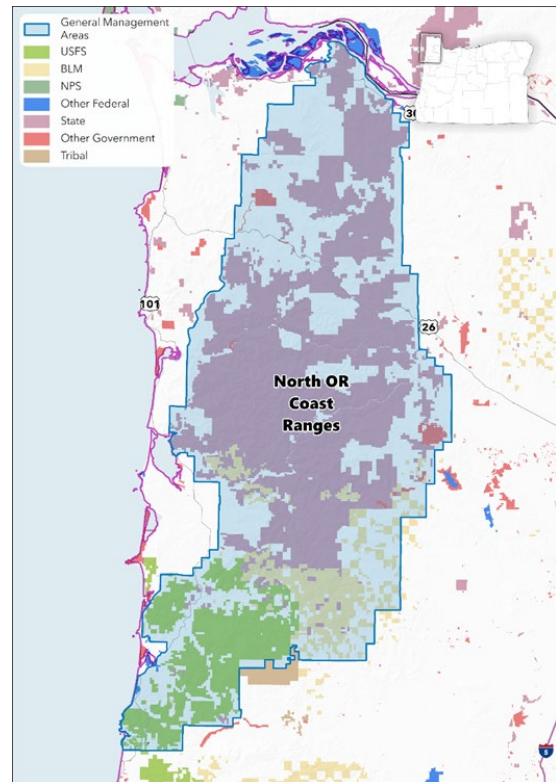 General Management
Areas
USFS
BLM
NPS
Other Federal
State
Other Government
Tribal
30
101
26
North OR
Coast
Ranges
5